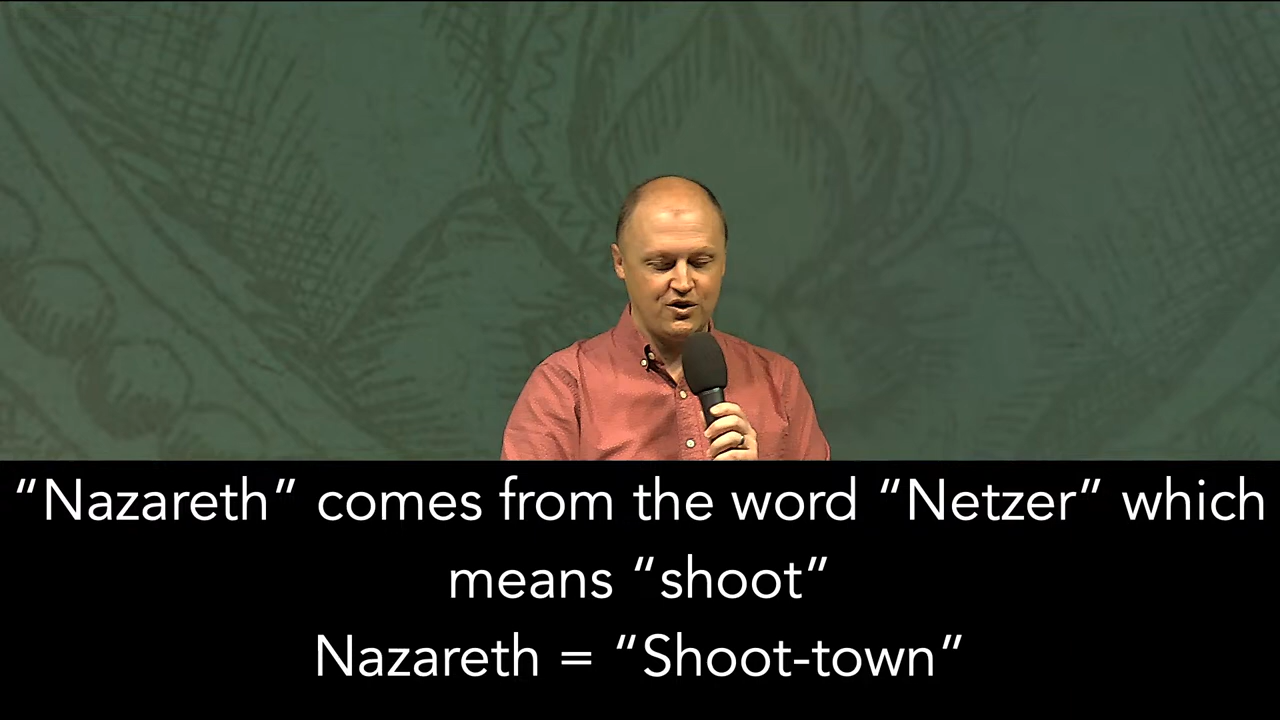 “Nazareth” comes from the word “Netzer” which
means “shoot”
Nazareth = “Shoot-town”